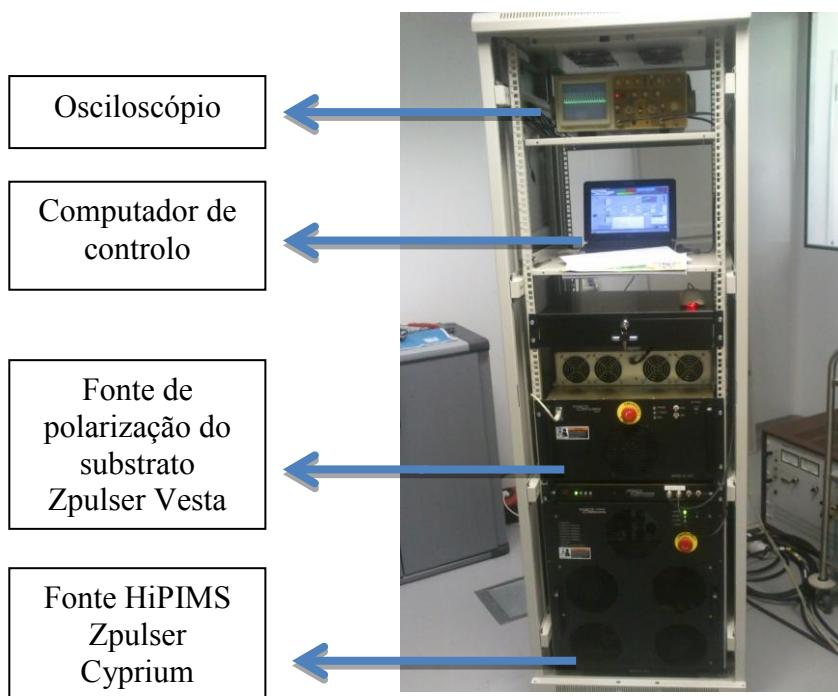 Osciloscópio
Computador de
controlo
Fonte de
polarização do
substrato
Zpulser Vesta
Fonte HiPIMS
Zpulser
Cyprium